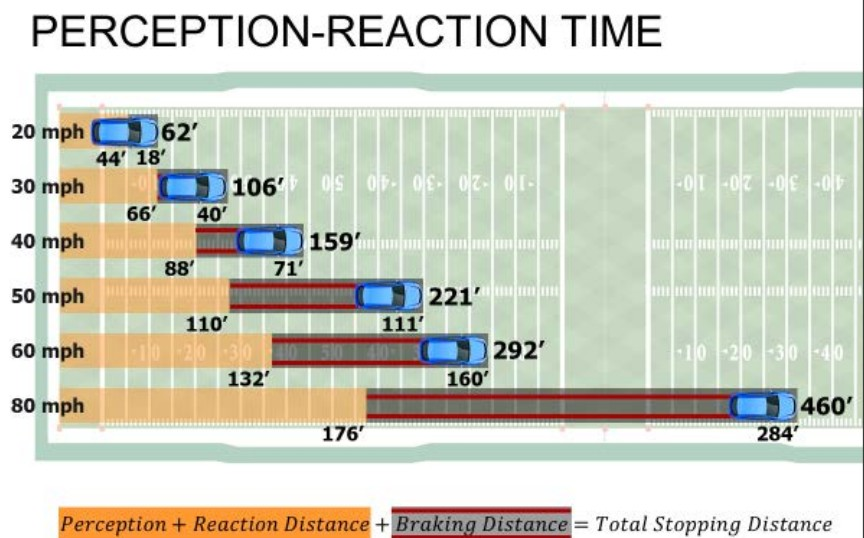 PERCEPTION-REACTION TIME
20 mph 62′
44′ 18′
30 mph 106′
66′ 40′
40 mph 159′
88′ 71′
50 mph 221′
110′ 111′
60 mph 292′
132′ 160′
80 mph 460′
176′ 284′
Perception + Reaction Distance + Braking Distance = Total Stopping Distance